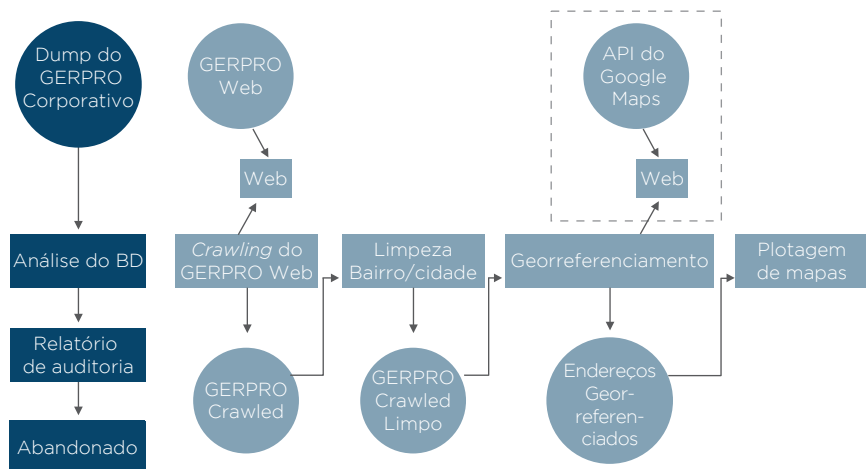 Dump do
GERPRO
Corporativo
Análise do BD
Relatório
de auditoria
Abandonado
GERPRO
Web
Web
Crawling do
GERPRO Web
GERPRO
Crawled
Limpeza
Bairro/cidade
GERPRO
Crawled
Limpo
API do
Google
Maps
Web
Georreferenciamento
Endereços
Geor-
referen-
ciados
Plotagem
de mapas